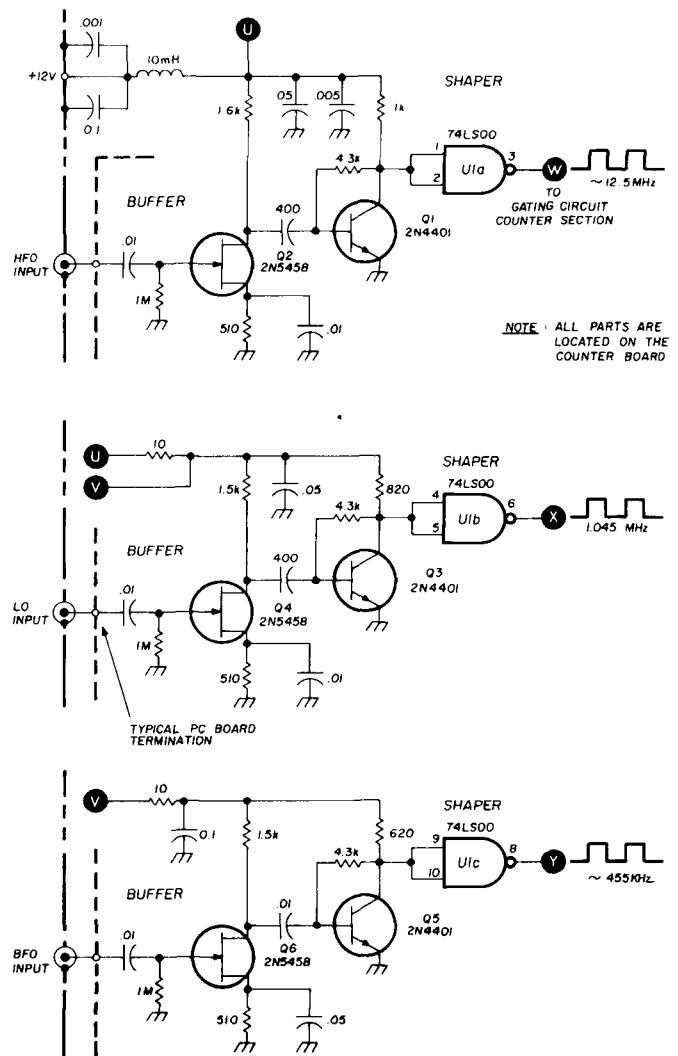 .001
+12V
0.1
10mH
U
1.6k
.05
.005
1k
SHAPER
74LS00
1
2
U1a
3
W
~12.5MHz
TO
GATING CIRCUIT
COUNTER SECTION
4.3k
BUFFER
400
Q1
2N4401
HFO
INPUT
.01
Q2
2N5458
1M
510
.01
NOTE : ALL PARTS ARE
LOCATED ON THE
COUNTER BOARD
U
10
V
1.5k
.05
820
SHAPER
74LS00
4
5
U1b
6
X
1.045 MHz
4.3k
BUFFER
400
Q3
2N4401
LO
INPUT
.01
Q4
2N5458
1M
510
.01
TYPICAL PC BOARD
TERMINATION
V
10
0.1
1.5k
620
SHAPER
74LS00
9
10
U1c
8
Y
~ 455KHz
4.3k
BUFFER
.01
Q5
2N4401
BFO
INPUT
.01
Q6
2N5458
1M
510
.05